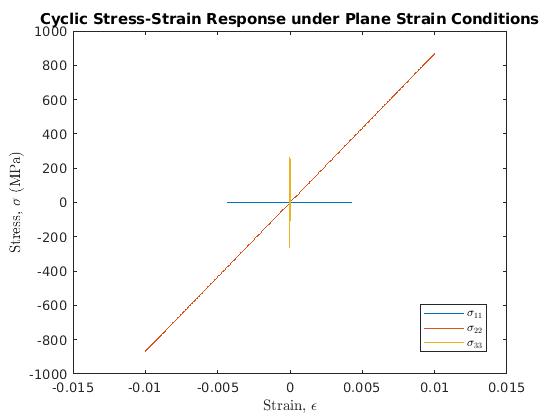 Cyclic Stress-Strain Response under Plane Strain Conditions
1000
800
600
400
200
0
-200
-400
-600
-800
-1000
Stress, σ (MPa)
-0.015 -0.01 -0.005 0 0.005 0.01 0.015
Strain, ϵ
σ₁₁
σ₂₂
σ₃₃